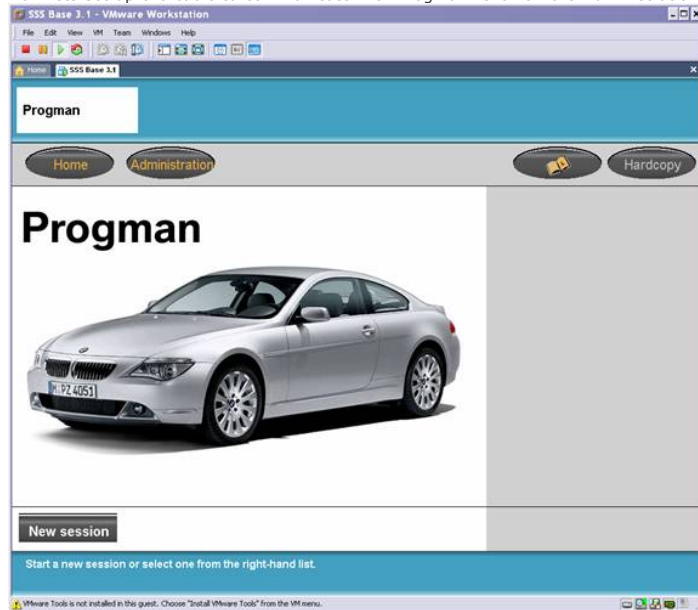 SSS Base 3.1 - VMware Workstation
File Edit View VM Team Windows Help
Home SSS Base 3.1
Progman
Home Administration Hardcopy
Progman
M:PZ 4051
New session
Start a new session or select one from the right-hand list.
VMware Tools is not installed in this guest. Choose "Install VMware Tools" from the VM menu.